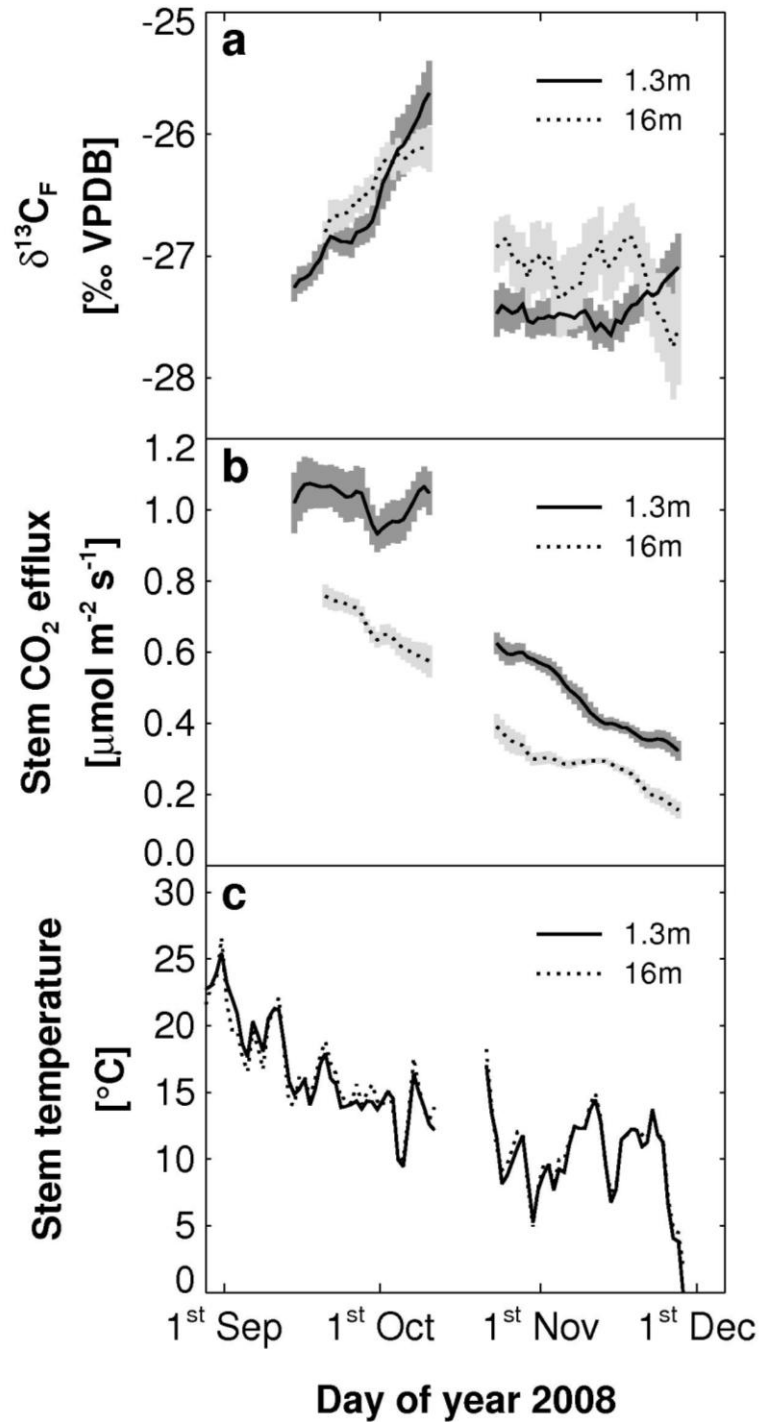 a
-25
-26
-27
-28
δ¹³C_F
[‰ VPDB]
1.3m
16m
b
1.2
1.0
0.8
0.6
0.4
0.2
0.0
Stem CO₂ efflux
[μmol m⁻² s⁻¹]
1.3m
16m
c
30
25
20
15
10
5
0
Stem temperature
[°C]
1.3m
16m
1ˢᵗ Sep 1ˢᵗ Oct 1ˢᵗ Nov 1ˢᵗ Dec
Day of year 2008